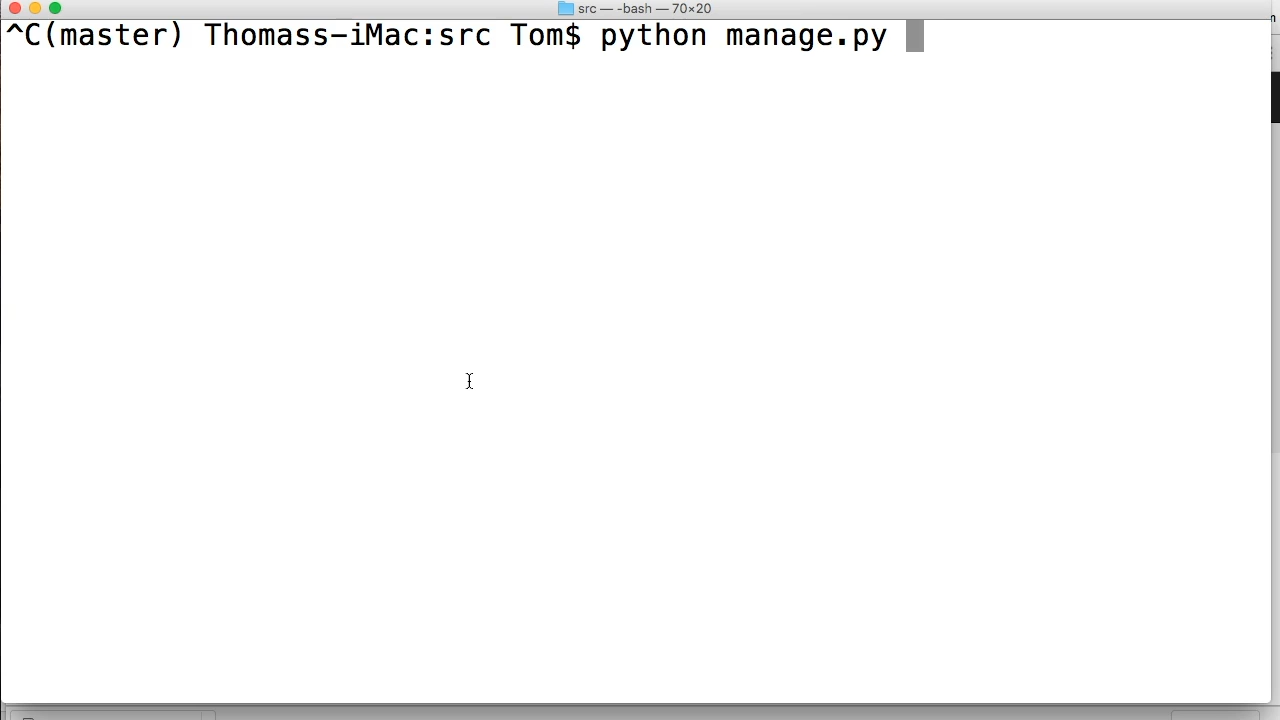 src — -bash — 70×20
^C(master) Thomass-iMac:src Tom$ python manage.py